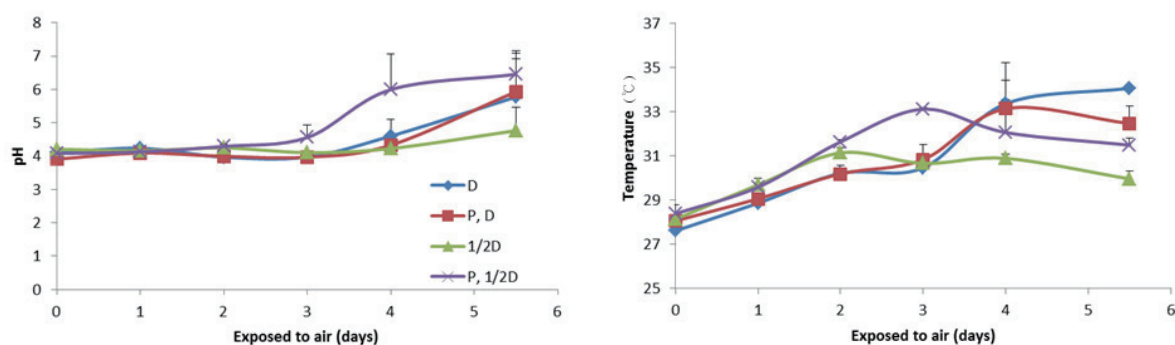 8
7
6
5
4
3
2
1
0
pH
0 1 2 3 4 5 6
Exposed to air (days)
D
P, D
1/2D
P, 1/2D
37
35
33
31
29
27
25
Temperature (℃)
0 1 2 3 4 5 6
Exposed to air (days)